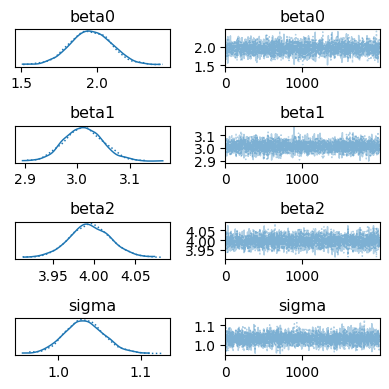 beta0 beta0
2.0
1.5
1.5 2.0 0 1000
beta1 beta1
3.1
3.0
2.9
2.9 3.0 3.1 0 1000
beta2 beta2
4.05
4.00
3.95
3.95 4.00 4.05 0 1000
sigma sigma
1.1
1.0
1.0 1.1 0 1000